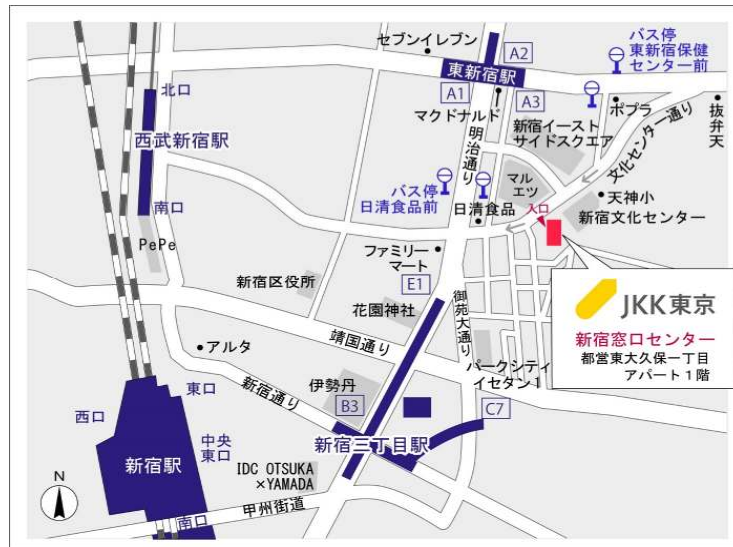 セブンイレブン
A2
バス停
東新宿保健
センター前
東新宿駅
A1
A3
マクドナルド
ポプラ
抜弁天
北口
西武新宿駅
南口
PePe
明治通り
新宿イースト
サイドスクエア
文化センター通り
バス停
日清食品前
日清食品
マル
エツ
入口
天神小
新宿文化センター
ファミリー
マート
E1
新宿区役所
花園神社
御苑大通り
靖国通り
JKK東京
新宿窓口センター
都営東大久保一丁目
アパート1階
アルタ
新宿通り
伊勢丹
パークシティ
イセタン1
B3
C7
新宿三丁目駅
東口
西口
中央
東口
新宿駅
IDC OTSUKA
×YAMADA
甲州街道
南口
N